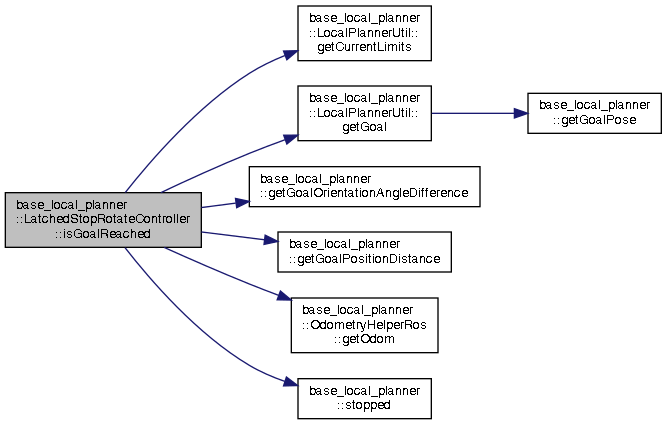 base_local_planner
::LocalPlannerUtil::
getCurrentLimits
base_local_planner
::LocalPlannerUtil::
getGoal
base_local_planner
::getGoalPose
base_local_planner
::getGoalOrientationAngleDifference
base_local_planner
::LatchedStopRotateController
::isGoalReached
base_local_planner
::getGoalPositionDistance
base_local_planner
::OdometryHelperRos
::getOdom
base_local_planner
::stopped